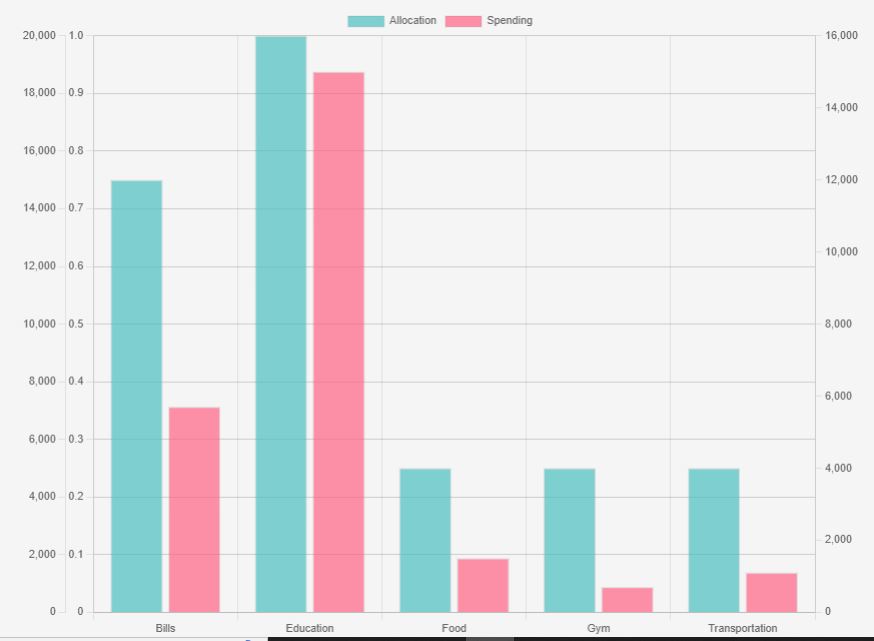 Allocation Spending
20,000 1.0 16,000
18,000 0.9
14,000
16,000 0.8
12,000
14,000 0.7
10,000
12,000 0.6
10,000 0.5 8,000
8,000 0.4
6,000
6,000 0.3
4,000
4,000 0.2
2,000
2,000 0.1
0 0 0
Bills Education Food Gym Transportation